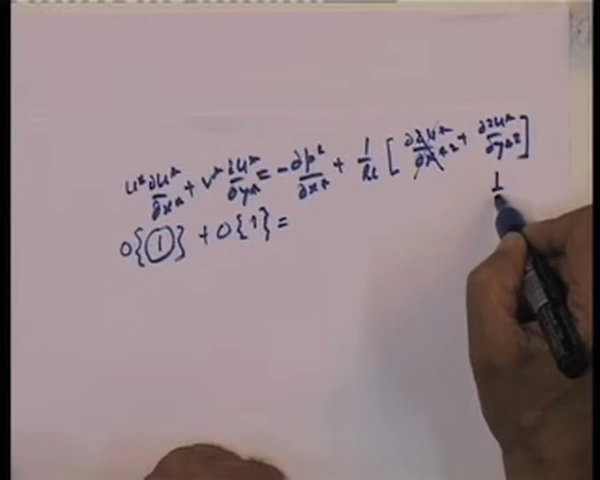 u* ∂u*/∂x* + v* ∂u*/∂y* = - ∂p*/∂x* + 1/Re [ ∂²u*/∂x*² + ∂²u*/∂y*² ]
O{1} + O{1} = 1